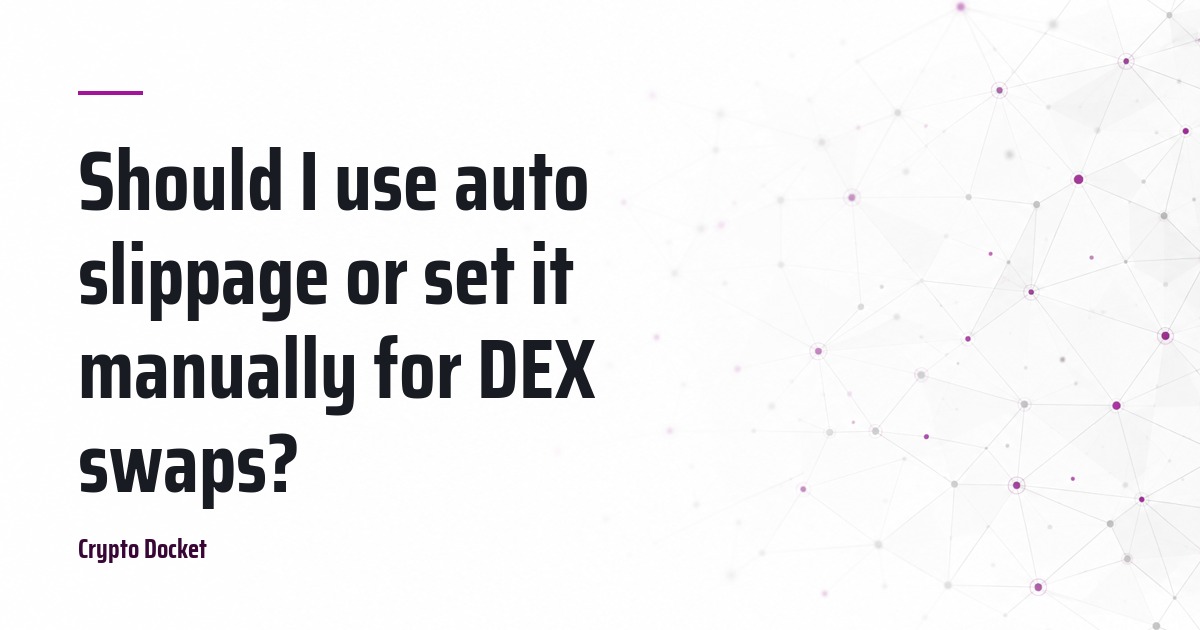 Should I use auto
slippage or set it
manually for DEX
swaps?
Crypto Docket